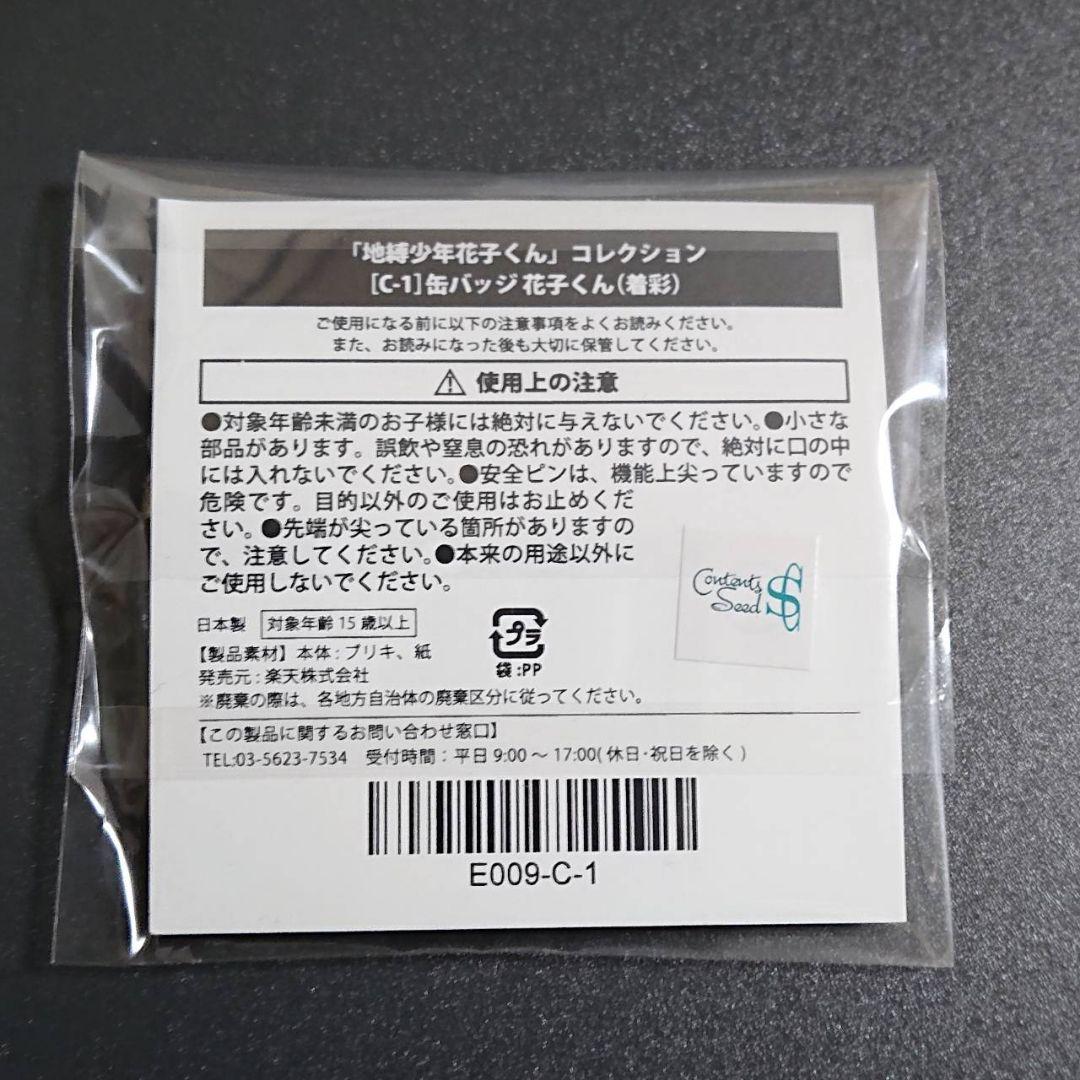 「地縛少年花子くん」コレクション
[C-1]缶バッジ 花子くん(着彩)
ご使用になる前に以下の注意事項をよくお読みください。
また、お読みになった後も大切に保管してください。
⚠ 使用上の注意
●対象年齢未満のお子様には絶対に与えないでください。●小さな
部品があります。誤飲や窒息の恐れがありますので、絶対に口の中
には入れないでください。●安全ピンは、機能上尖っていますので
危険です。目的以外のご使用はお止めくだ
さい。●先端が尖っている箇所がありますの
で、注意してください。●本来の用途以外に
ご使用しないでください。
Contents
Seed
日本製 対象年齢 15 歳以上
【製品素材】本体:ブリキ、紙
発売元:楽天株式会社
プラ
袋:PP
※廃棄の際は、各地方自治体の廃棄区分に従ってください。
【この製品に関するお問い合わせ窓口】
TEL:03-5623-7534 受付時間:平日 9:00 ～ 17:00( 休日・祝日を除く )
E009-C-1